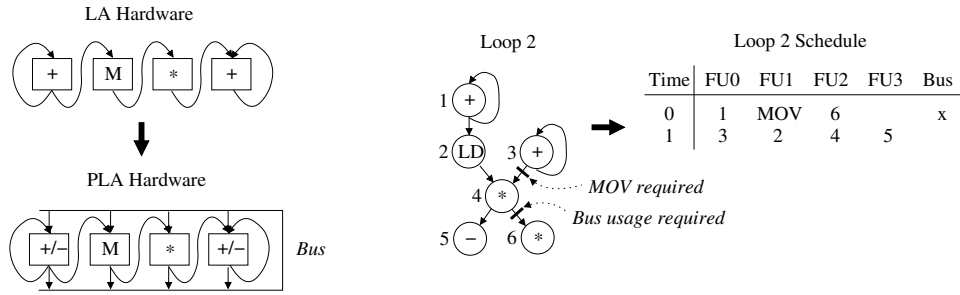 LA Hardware
+ M * +
PLA Hardware
+/− M * +/−
Bus
Loop 2
1 +
2 LD 3 +
4 *
5 − 6 *
MOV required
Bus usage required
Loop 2 Schedule
Time FU0 FU1 FU2 FU3 Bus
0 1 MOV 6 x
1 3 2 4 5